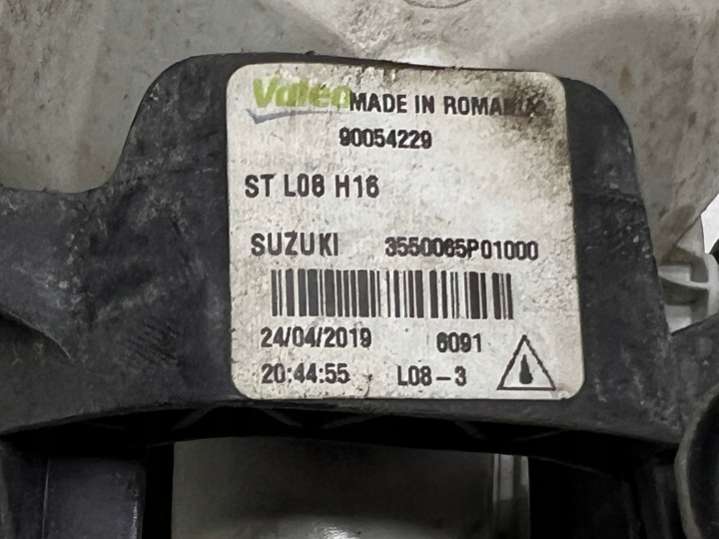 Valeo MADE IN ROMANIA
90054229
ST L08 H16
SUZUKI 3550065P01000
24/04/2019 6091
20:44:55 L08-3